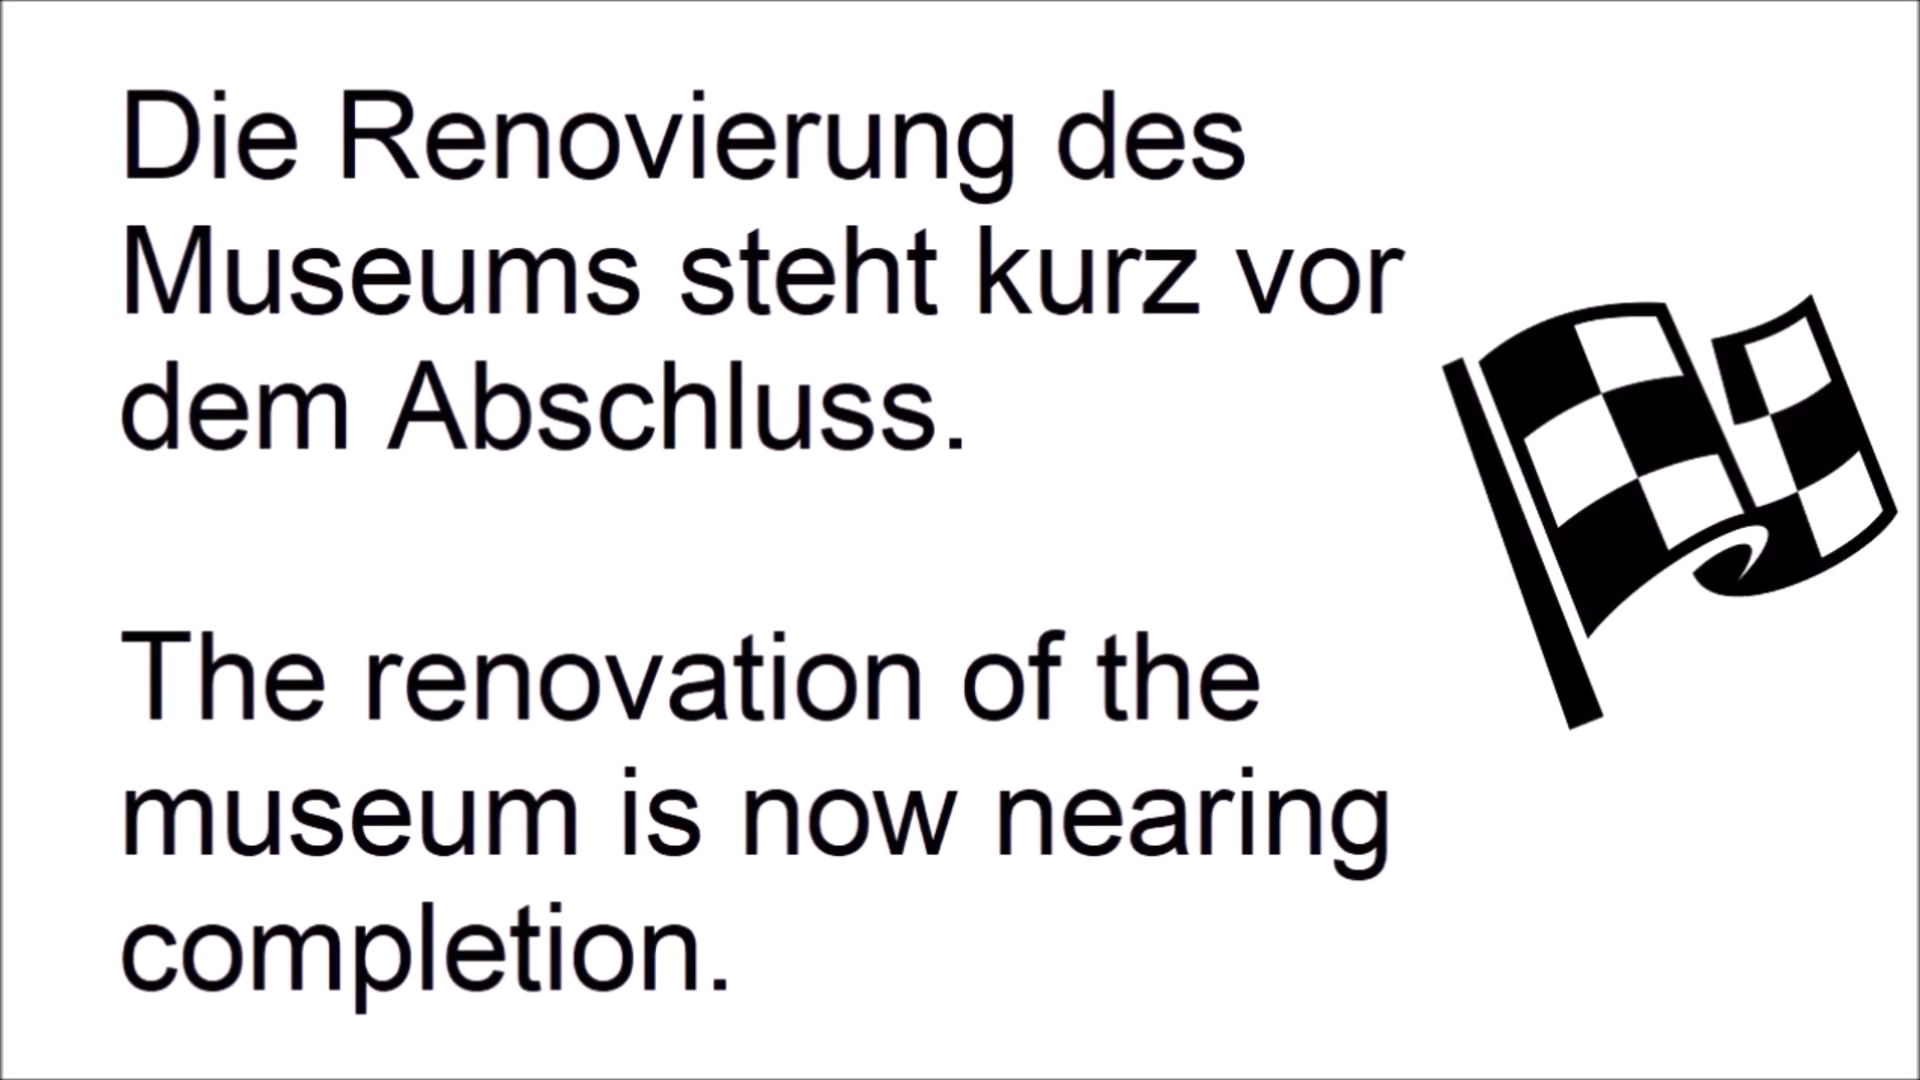 Die Renovierung des
Museums steht kurz vor
dem Abschluss.
The renovation of the
museum is now nearing
completion.